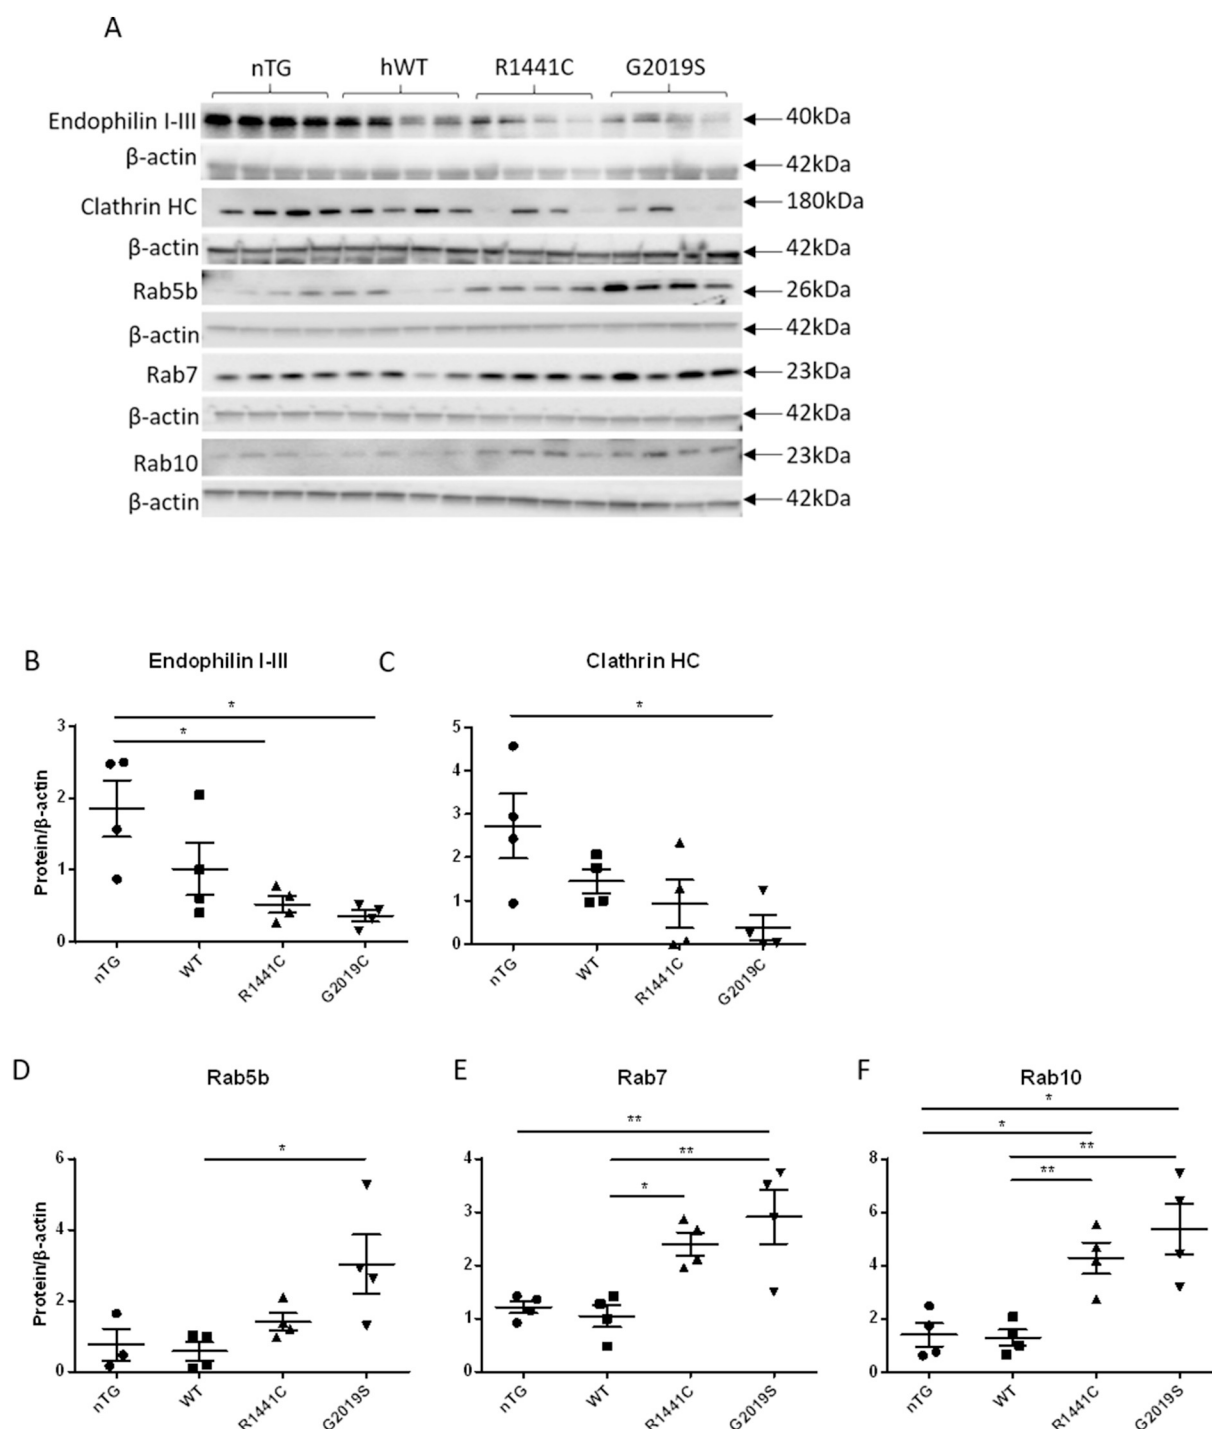 A
nTG hWT R1441C G2019S
Endophilin I-III 40kDa
β-actin 42kDa
Clathrin HC 180kDa
β-actin 42kDa
Rab5b 26kDa
β-actin 42kDa
Rab7 23kDa
β-actin 42kDa
Rab10 23kDa
β-actin 42kDa
B Endophilin I-III
*
*
Protein/β-actin
3
2
1
0
nTG WT R1441C G2019C
C Clathrin HC
*
5
4
3
2
1
0
nTG WT R1441C G2019C
D Rab5b
*
Protein/β-actin
6
4
2
0
nTG WT R1441C G2019S
E Rab7
**
**
*
4
3
2
1
0
nTG WT R1441C G2019S
F Rab10
*
*
**
**
8
6
4
2
0
nTG WT R1441C G2019S